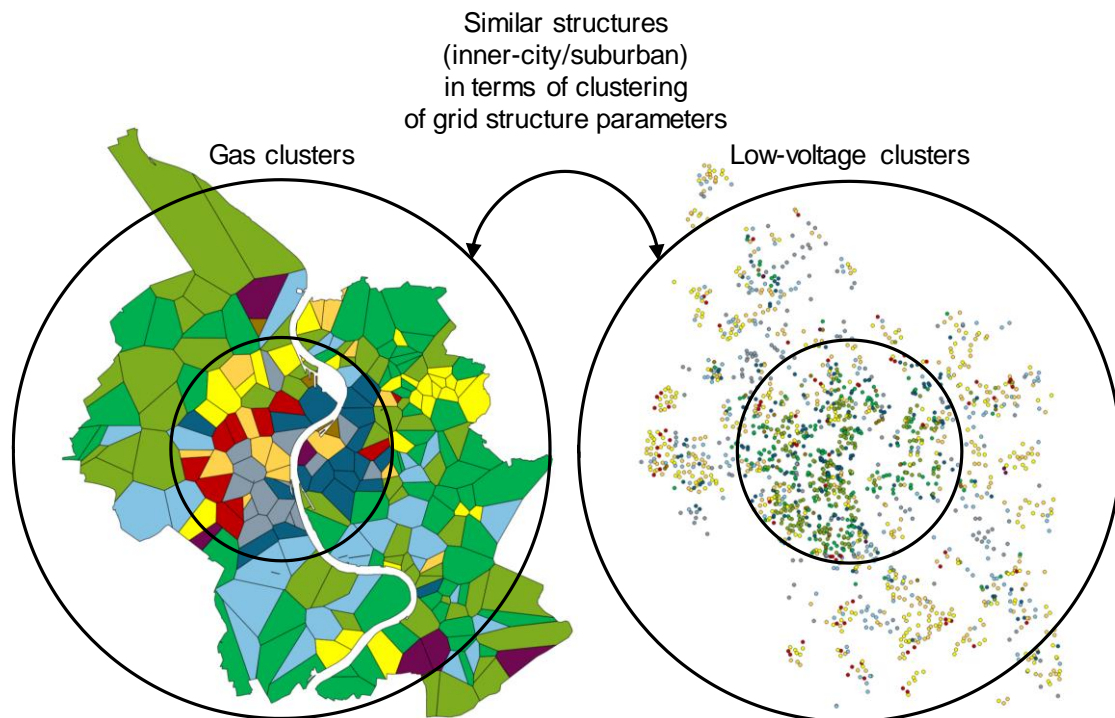 Similar structures
(inner-city/suburban)
in terms of clustering
of grid structure parameters
Gas clusters
Low-voltage clusters